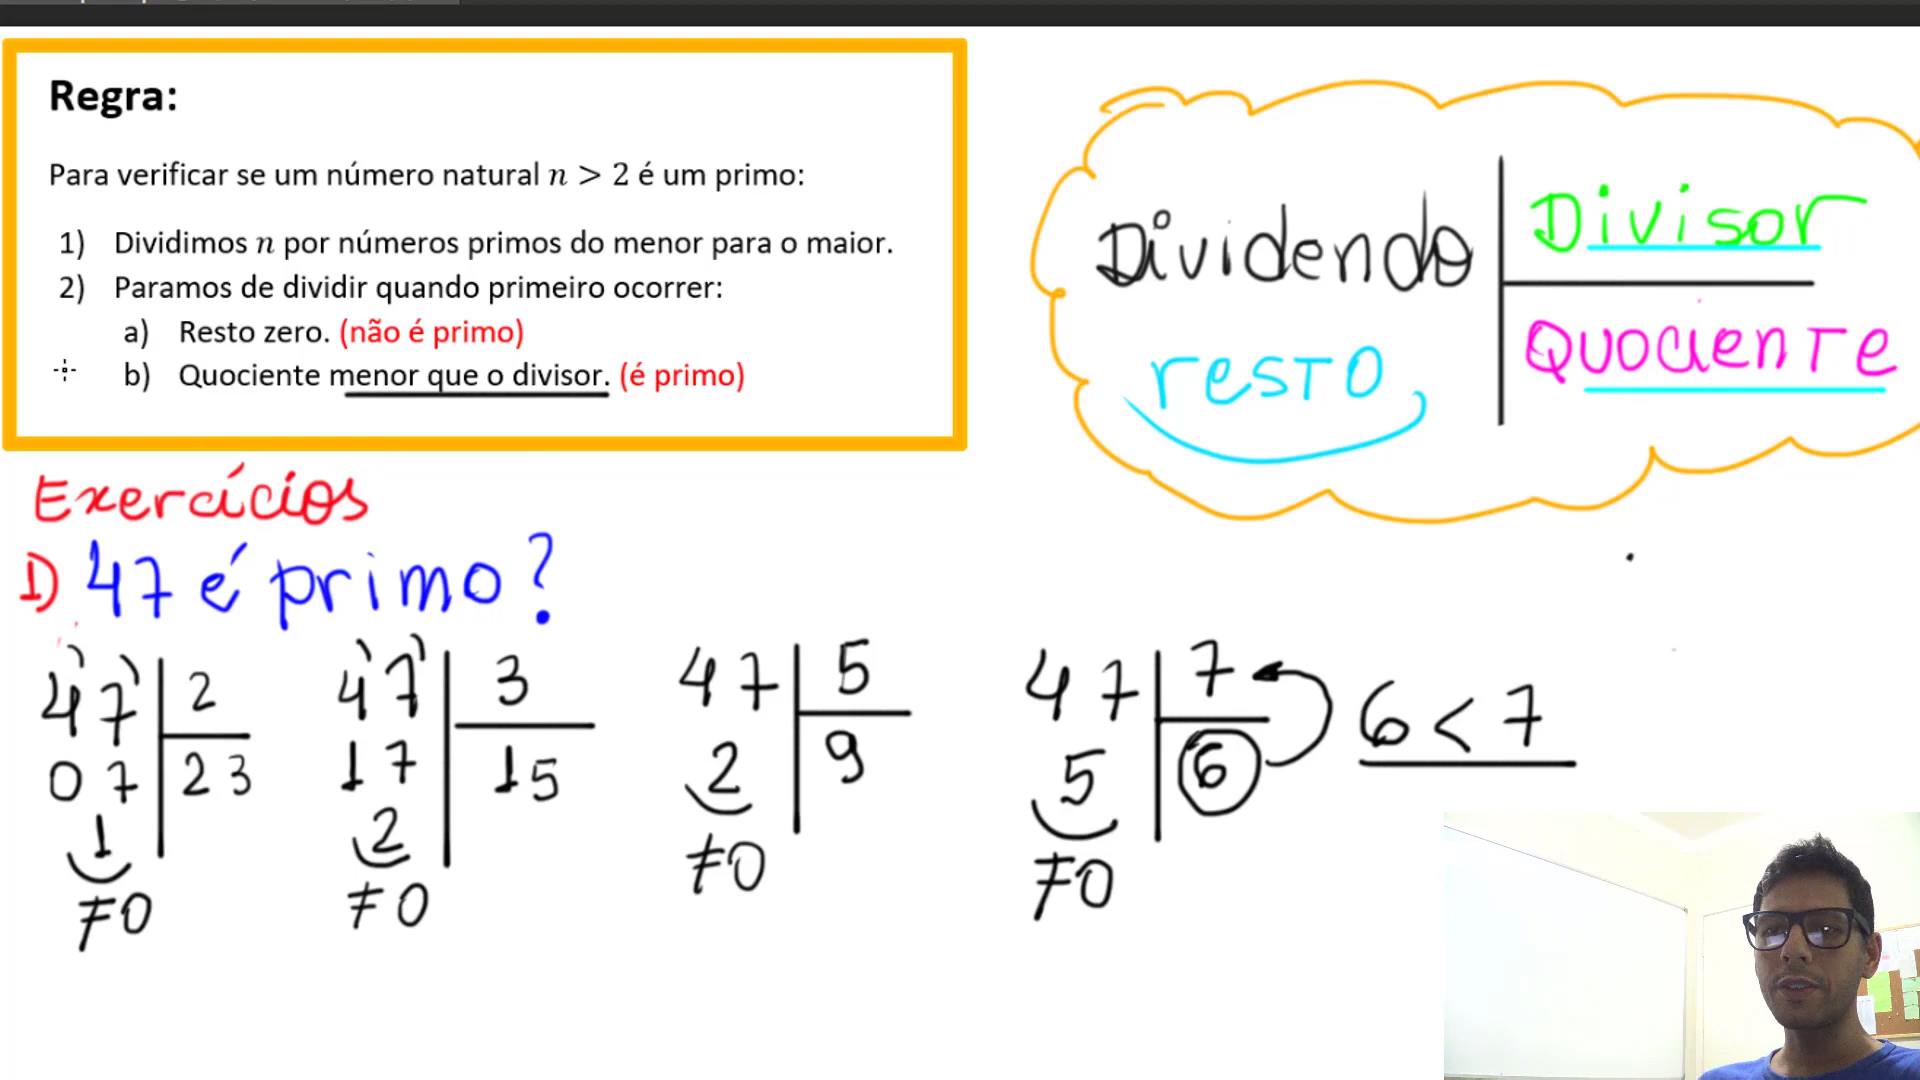 Regra:
Para verificar se um número natural n > 2 é um primo:
1) Dividimos n por números primos do menor para o maior.
2) Paramos de dividir quando primeiro ocorrer:
a) Resto zero. (não é primo)
b) Quociente menor que o divisor. (é primo)
Dividendo Divisor
resto Quociente
Exercícios
1) 47 é primo?
47 2
07 23
1
≠0
47 3
17 15
2
≠0
47 5
2 9
≠0
47 7
5 6
≠0
6 < 7